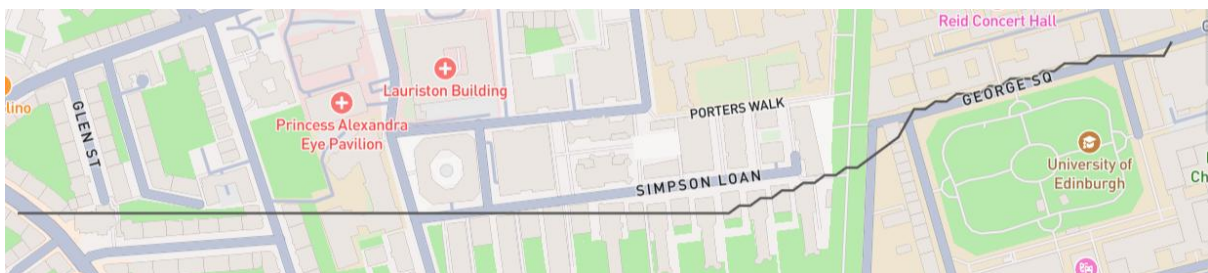 Reid Concert Hall
G
Lauriston Building
lino
GLEN ST
Princess Alexandra
Eye Pavilion
PORTERS WALK
GEORGE SQ
University of
Edinburgh
Ch
SIMPSON LOAN